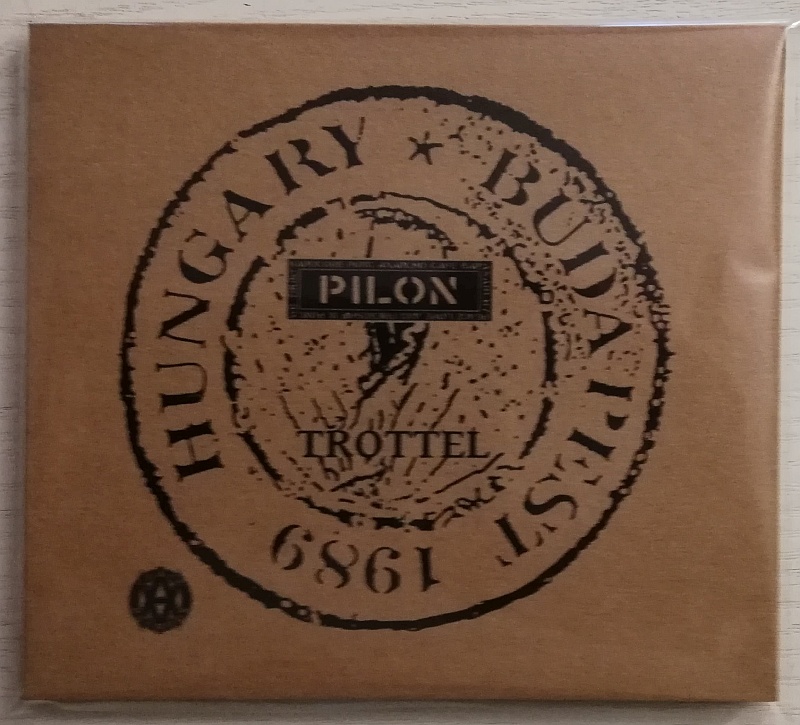 HUNGARY ★ BUDAPEST 1989
PILON
TROTTEL